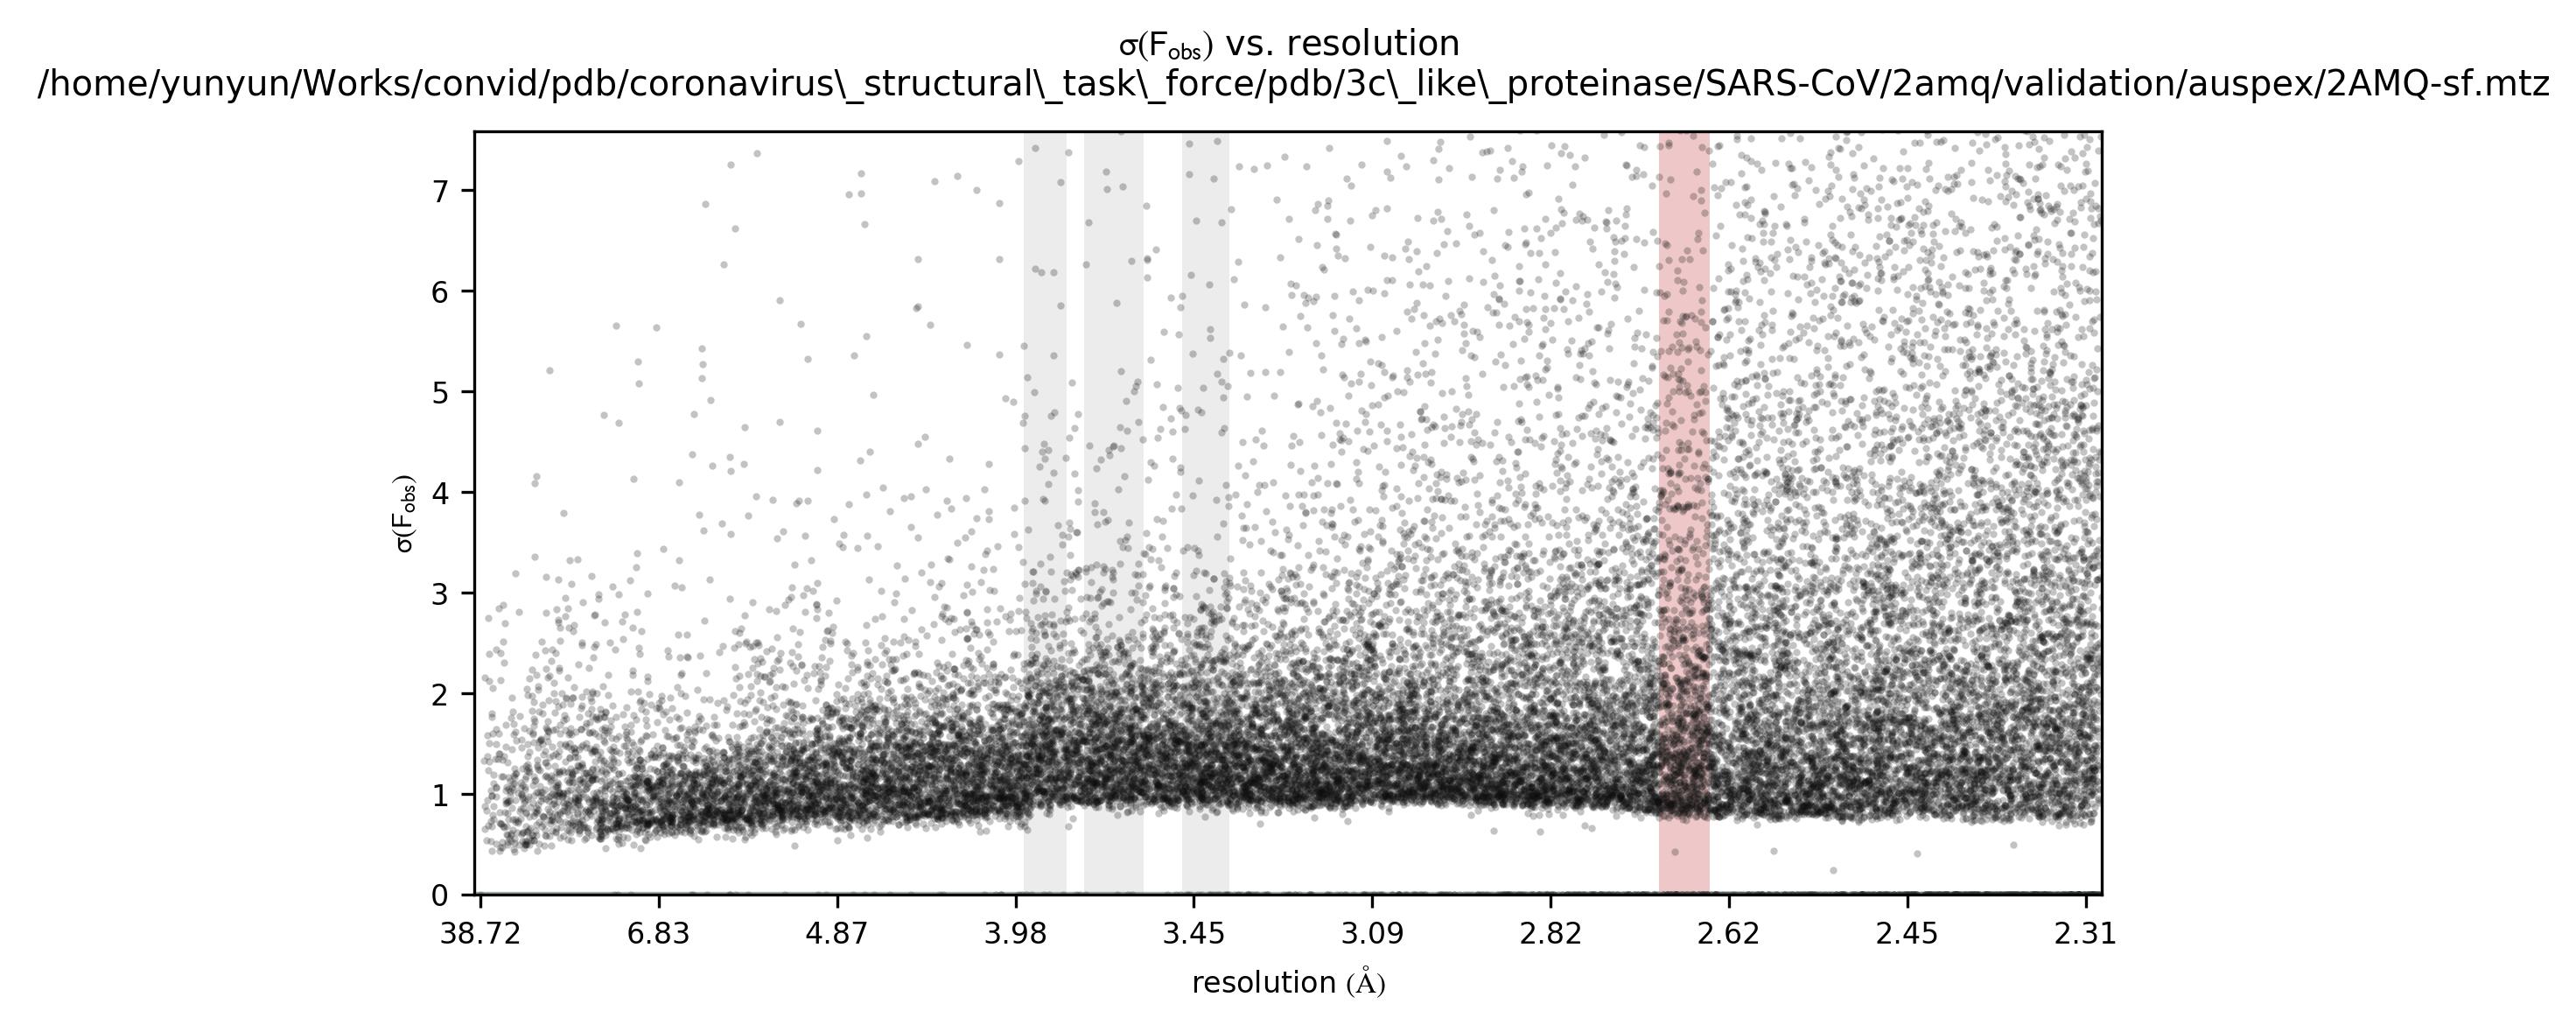 σ(F_obs) vs. resolution
/home/yunyun/Works/convid/pdb/coronavirus\_structural\_task\_force/pdb/3c\_like\_proteinase/SARS-CoV/2amq/validation/auspex/2AMQ-sf.mtz
7
6
5
4
3
2
1
0
σ(F_obs)
38.72 6.83 4.87 3.98 3.45 3.09 2.82 2.62 2.45 2.31
resolution (Å)